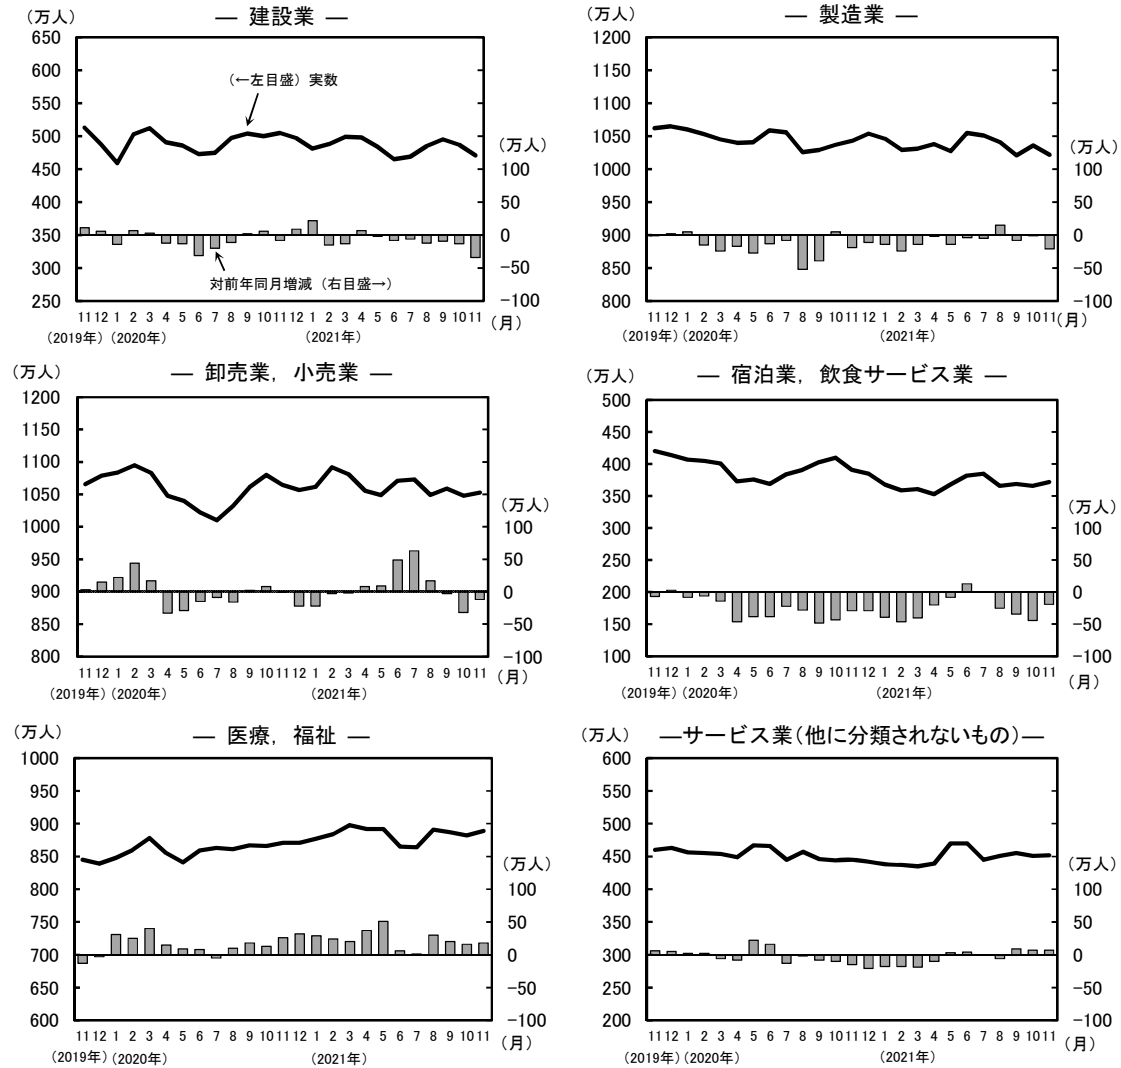 (万人)
― 建設業 ―
650
600
550
500
450
400
350
300
250
(←左目盛) 実数
対前年同月増減 (右目盛→)
(万人)
100
50
0
-50
-100
11 12 1 2 3 4 5 6 7 8 9 10 11 12 1 2 3 4 5 6 7 8 9 10 11 (月)
(2019年) (2020年) (2021年)
(万人)
― 製造業 ―
1200
1150
1100
1050
1000
950
900
850
800
(万人)
100
50
0
-50
-100
11 12 1 2 3 4 5 6 7 8 9 10 11 12 1 2 3 4 5 6 7 8 9 10 11 (月)
(2019年) (2020年) (2021年)
(万人)
― 卸売業, 小売業 ―
1200
1150
1100
1050
1000
950
900
850
800
(万人)
100
50
0
-50
-100
11 12 1 2 3 4 5 6 7 8 9 10 11 12 1 2 3 4 5 6 7 8 9 10 11 (月)
(2019年) (2020年) (2021年)
(万人)
― 宿泊業, 飲食サービス業 ―
500
450
400
350
300
250
200
150
100
(万人)
100
50
0
-50
-100
11 12 1 2 3 4 5 6 7 8 9 10 11 12 1 2 3 4 5 6 7 8 9 10 11 (月)
(2019年) (2020年) (2021年)
(万人)
― 医療, 福祉 ―
1000
950
900
850
800
750
700
650
600
(万人)
100
50
0
-50
-100
11 12 1 2 3 4 5 6 7 8 9 10 11 12 1 2 3 4 5 6 7 8 9 10 11 (月)
(2019年) (2020年) (2021年)
(万人)
―サービス業(他に分類されないもの)―
600
550
500
450
400
350
300
250
200
(万人)
100
50
0
-50
-100
11 12 1 2 3 4 5 6 7 8 9 10 11 12 1 2 3 4 5 6 7 8 9 10 11 (月)
(2019年) (2020年) (2021年)